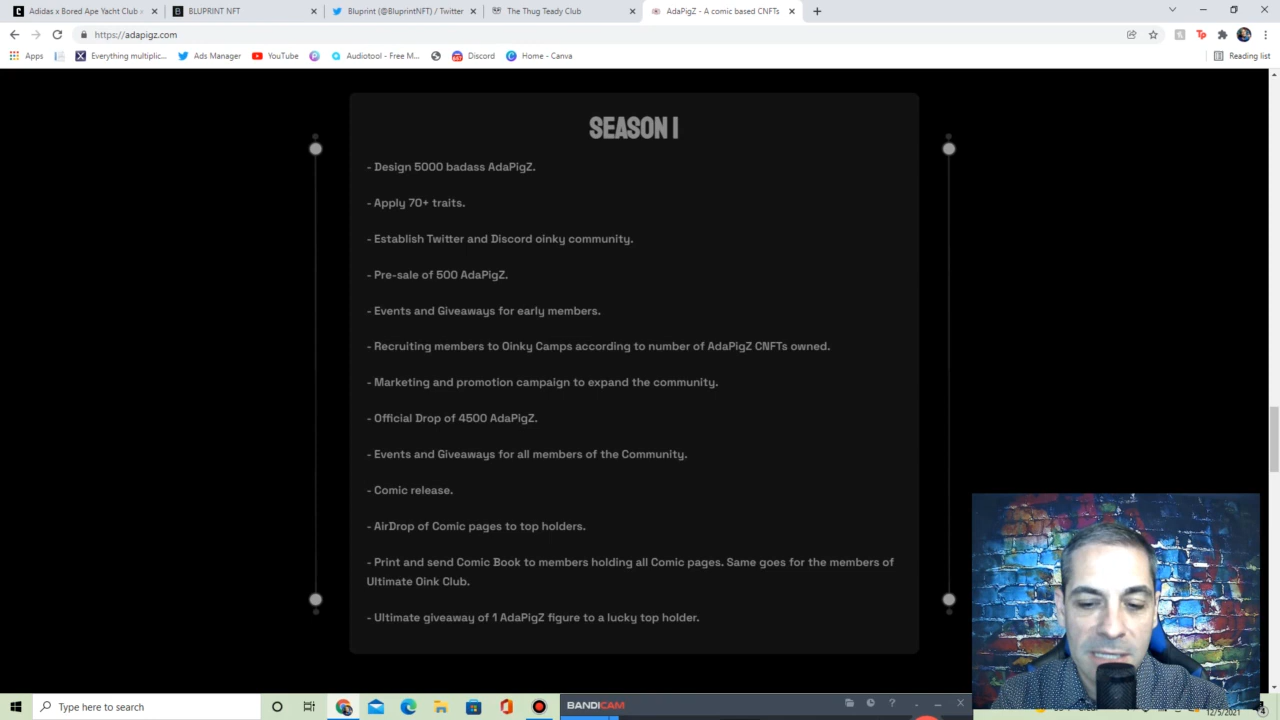 Adidas x Bored Ape Yacht Club
BLUPRINT NFT
Bluprint (@BluprintNFT) / Twitter
The Thug Teady Club
AdaPigZ - A comic based CNFTs
https://adapigz.com
Apps
Everything multiplic...
Ads Manager
YouTube
Audiotool - Free M...
Discord
Home - Canva
Reading list
SEASON I
- Design 5000 badass AdaPigZ.
- Apply 70+ traits.
- Establish Twitter and Discord oinky community.
- Pre-sale of 500 AdaPigZ.
- Events and Giveaways for early members.
- Recruiting members to Oinky Camps according to number of AdaPigZ CNFTs owned.
- Marketing and promotion campaign to expand the community.
- Official Drop of 4500 AdaPigZ.
- Events and Giveaways for all members of the Community.
- Comic release.
- AirDrop of Comic pages to top holders.
- Print and send Comic Book to members holding all Comic pages. Same goes for the members of
Ultimate Oink Club.
- Ultimate giveaway of 1 AdaPigZ figure to a lucky top holder.
Type here to search
BANDICAM
12/5/2021